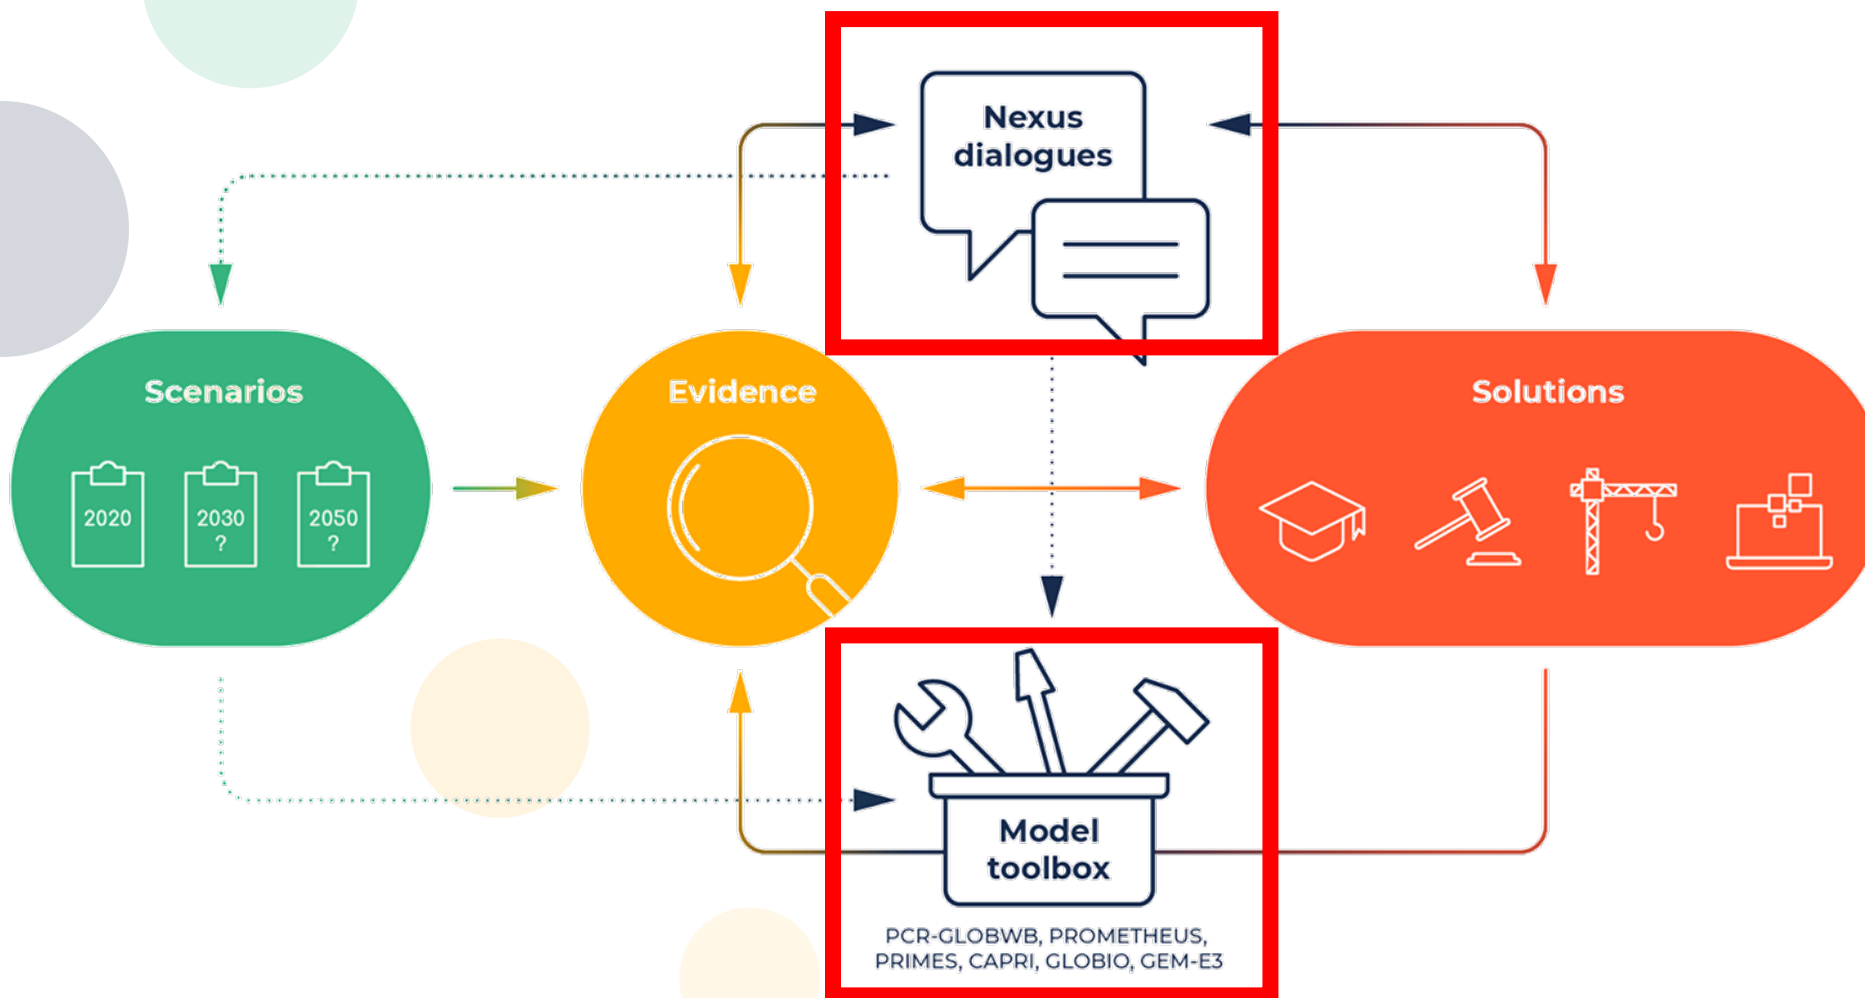 Nexus
dialogues
Scenarios
2020
2030
?
2050
?
Evidence
Solutions
Model
toolbox
PCR-GLOBWB, PROMETHEUS,
PRIMES, CAPRI, GLOBIO, GEM-E3